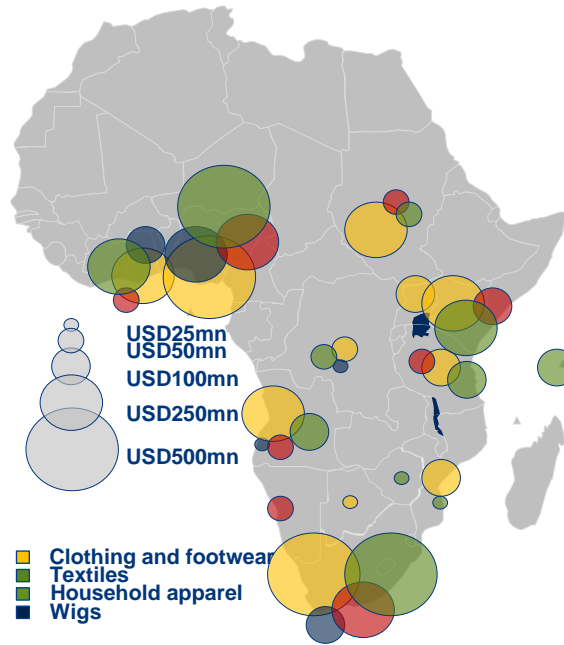 USD25mn
USD50mn
USD100mn
USD250mn
USD500mn
Clothing and footwear
Textiles
Household apparel
Wigs